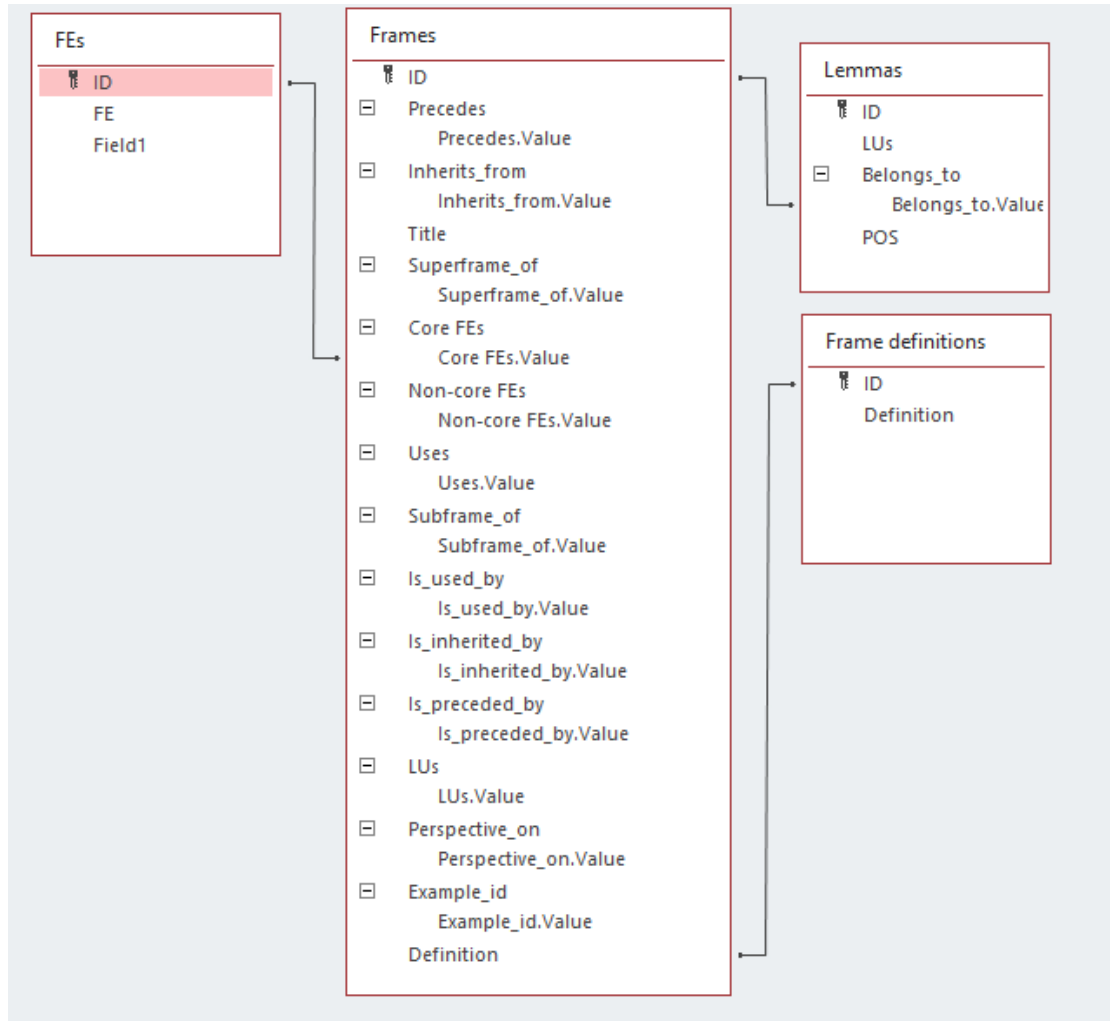 FEs
ID
FE
Field1
Frames
ID
Precedes
Precedes.Value
Inherits_from
Inherits_from.Value
Title
Superframe_of
Superframe_of.Value
Core FEs
Core FEs.Value
Non-core FEs
Non-core FEs.Value
Uses
Uses.Value
Subframe_of
Subframe_of.Value
Is_used_by
Is_used_by.Value
Is_inherited_by
Is_inherited_by.Value
Is_preceded_by
Is_preceded_by.Value
LUs
LUs.Value
Perspective_on
Perspective_on.Value
Example_id
Example_id.Value
Definition
Lemmas
ID
LUs
Belongs_to
Belongs_to.Value
POS
Frame definitions
ID
Definition